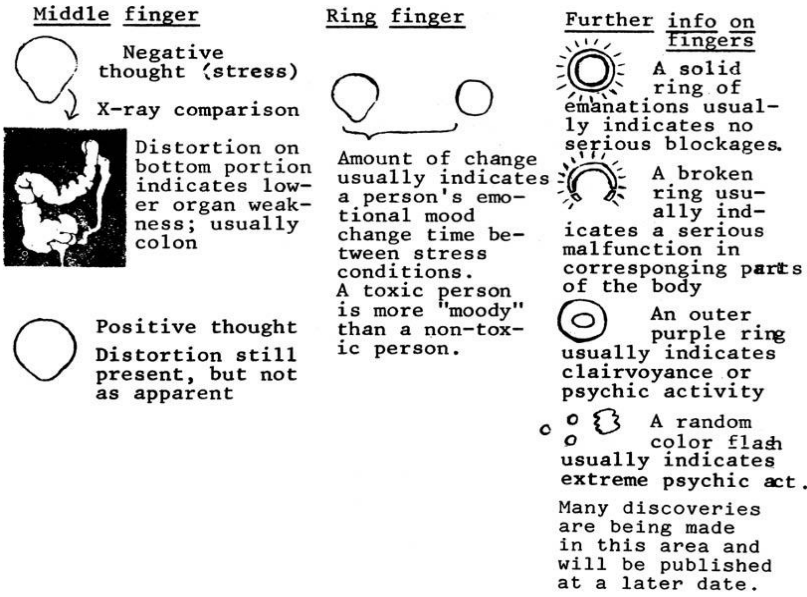 Middle finger
Negative
thought (stress)
X-ray comparison
Distortion on
bottom portion
indicates low-
er organ weak-
ness; usually
colon
Positive thought
Distortion still
present, but not
as apparent
Ring finger
Amount of change
usually indicates
a person's emo-
tional mood
change time be-
tween stress
conditions.
A toxic person
is more "moody"
than a non-tox-
ic person.
Further info on
fingers
A solid
ring of
emanations usual-
ly indicates no
serious blockages.
A broken
ring usu-
ally ind-
icates a serious
malfunction in
corresponging parts
of the body
An outer
purple ring
usually indicates
clairvoyance or
psychic activity
A random
color flash
usually indicates
extreme psychic act.
Many discoveries
are being made
in this area and
will be published
at a later date.